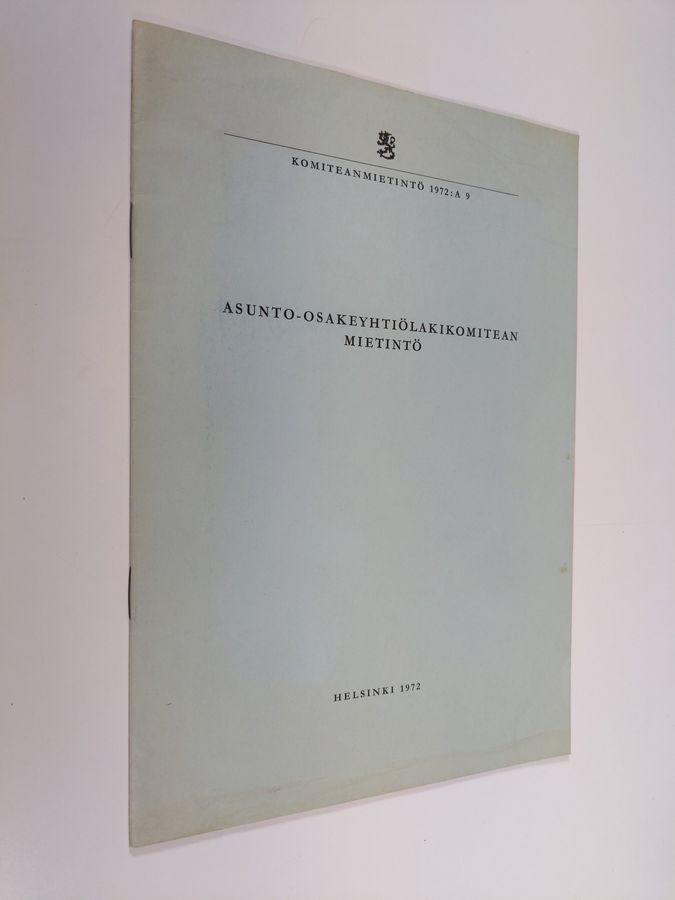 KOMITEANMIETINTÖ 1972: A 9
ASUNTO-OSAKEYHTIÖLAKIKOMITEAN
MIETINTÖ
HELSINKI 1972